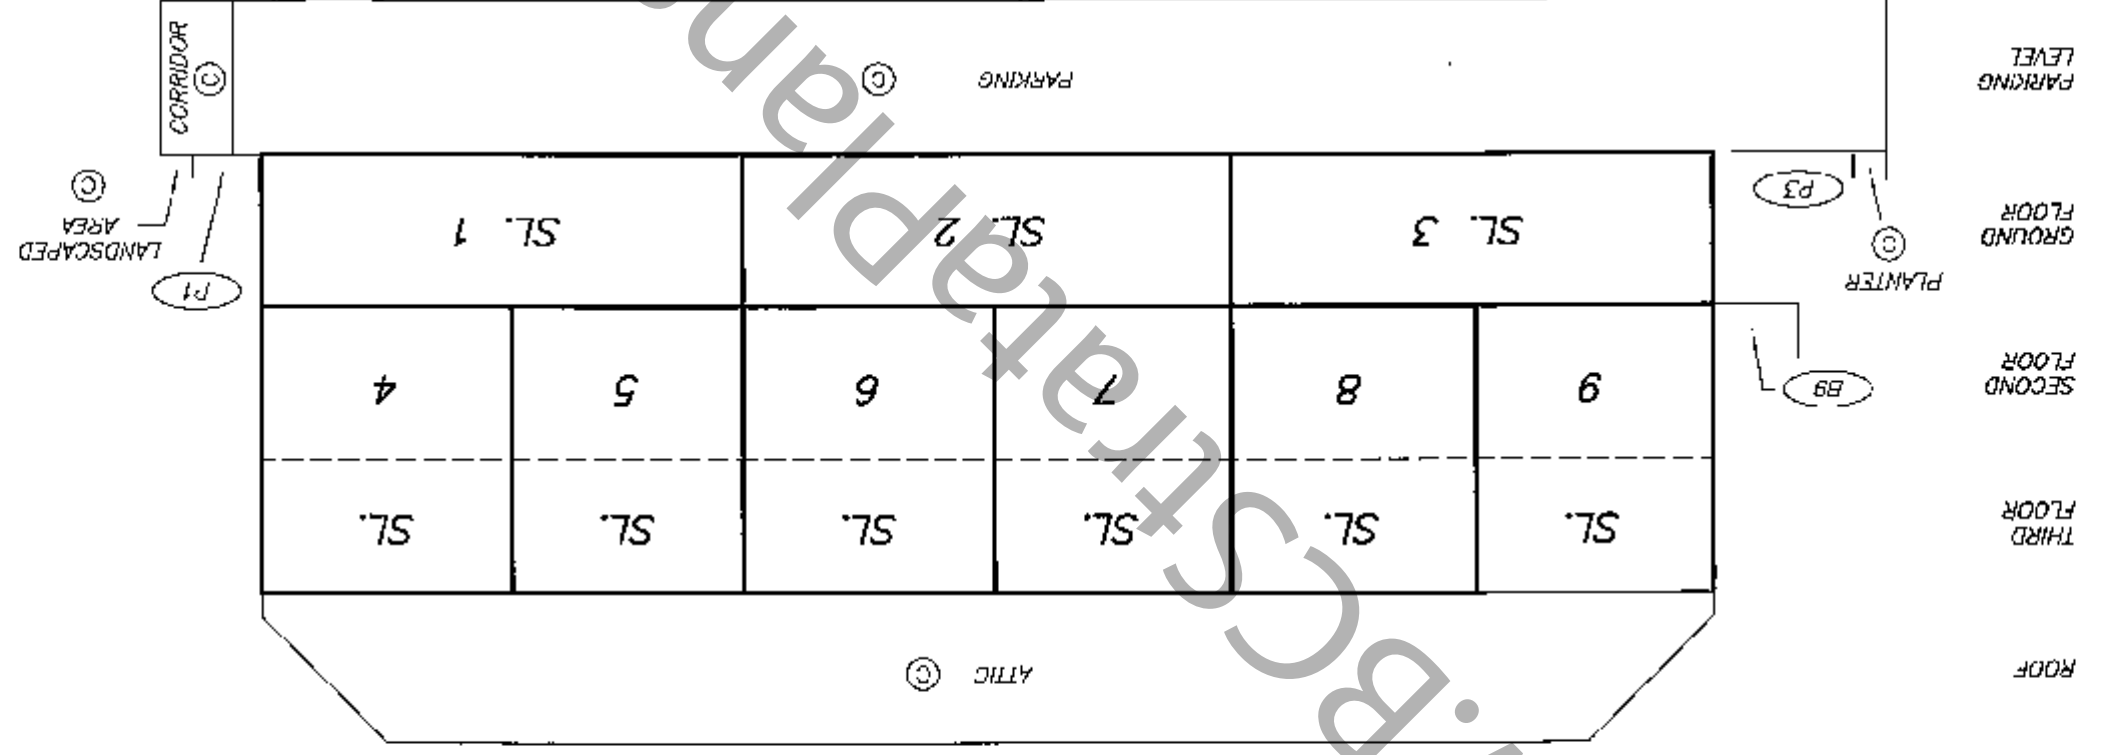 ROOF
ATTIC Ⓒ
THIRD
FLOOR
SL. SL. SL. SL. SL. SL.
SECOND
FLOOR
B9
9 8 7 6 5 4
PLANTER
Ⓒ
P3
GROUND
FLOOR
SL. 3 SL. 2 SL. 1
P1
LANDSCAPED
AREA
Ⓒ
PARKING
LEVEL
PARKING Ⓒ
CORRIDOR
Ⓒ
.BCStrataPlan